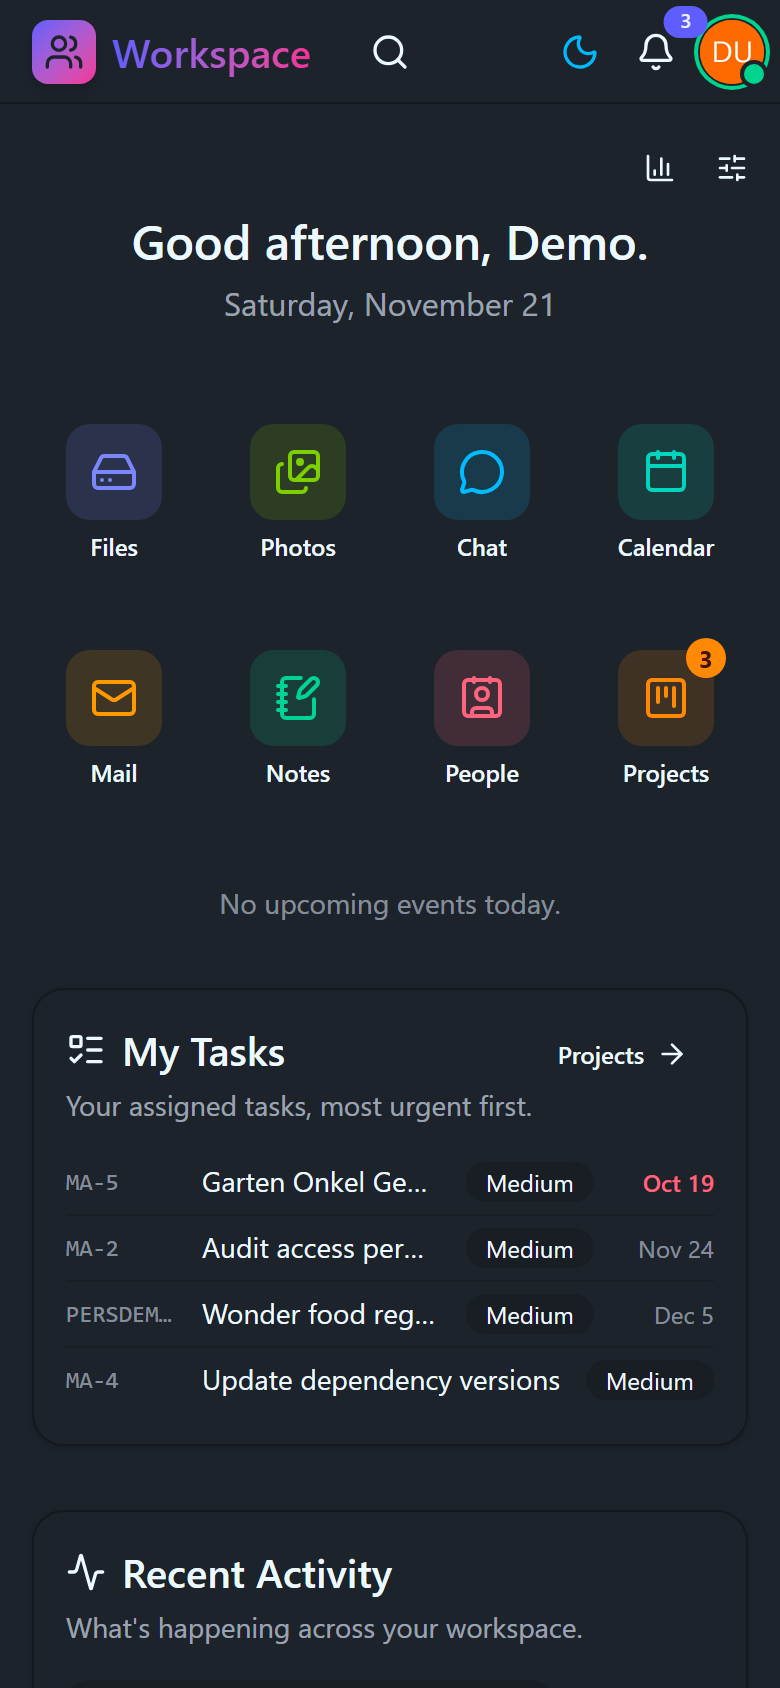 Workspace
3
DU
Good afternoon, Demo.
Saturday, November 21
Files
Photos
Chat
Calendar
Mail
Notes
People
3
Projects
No upcoming events today.
My Tasks
Projects
Your assigned tasks, most urgent first.
MA-5 Garten Onkel Ge... Medium Oct 19
MA-2 Audit access per... Medium Nov 24
PERSDEM... Wonder food reg... Medium Dec 5
MA-4 Update dependency versions Medium
Recent Activity
What's happening across your workspace.